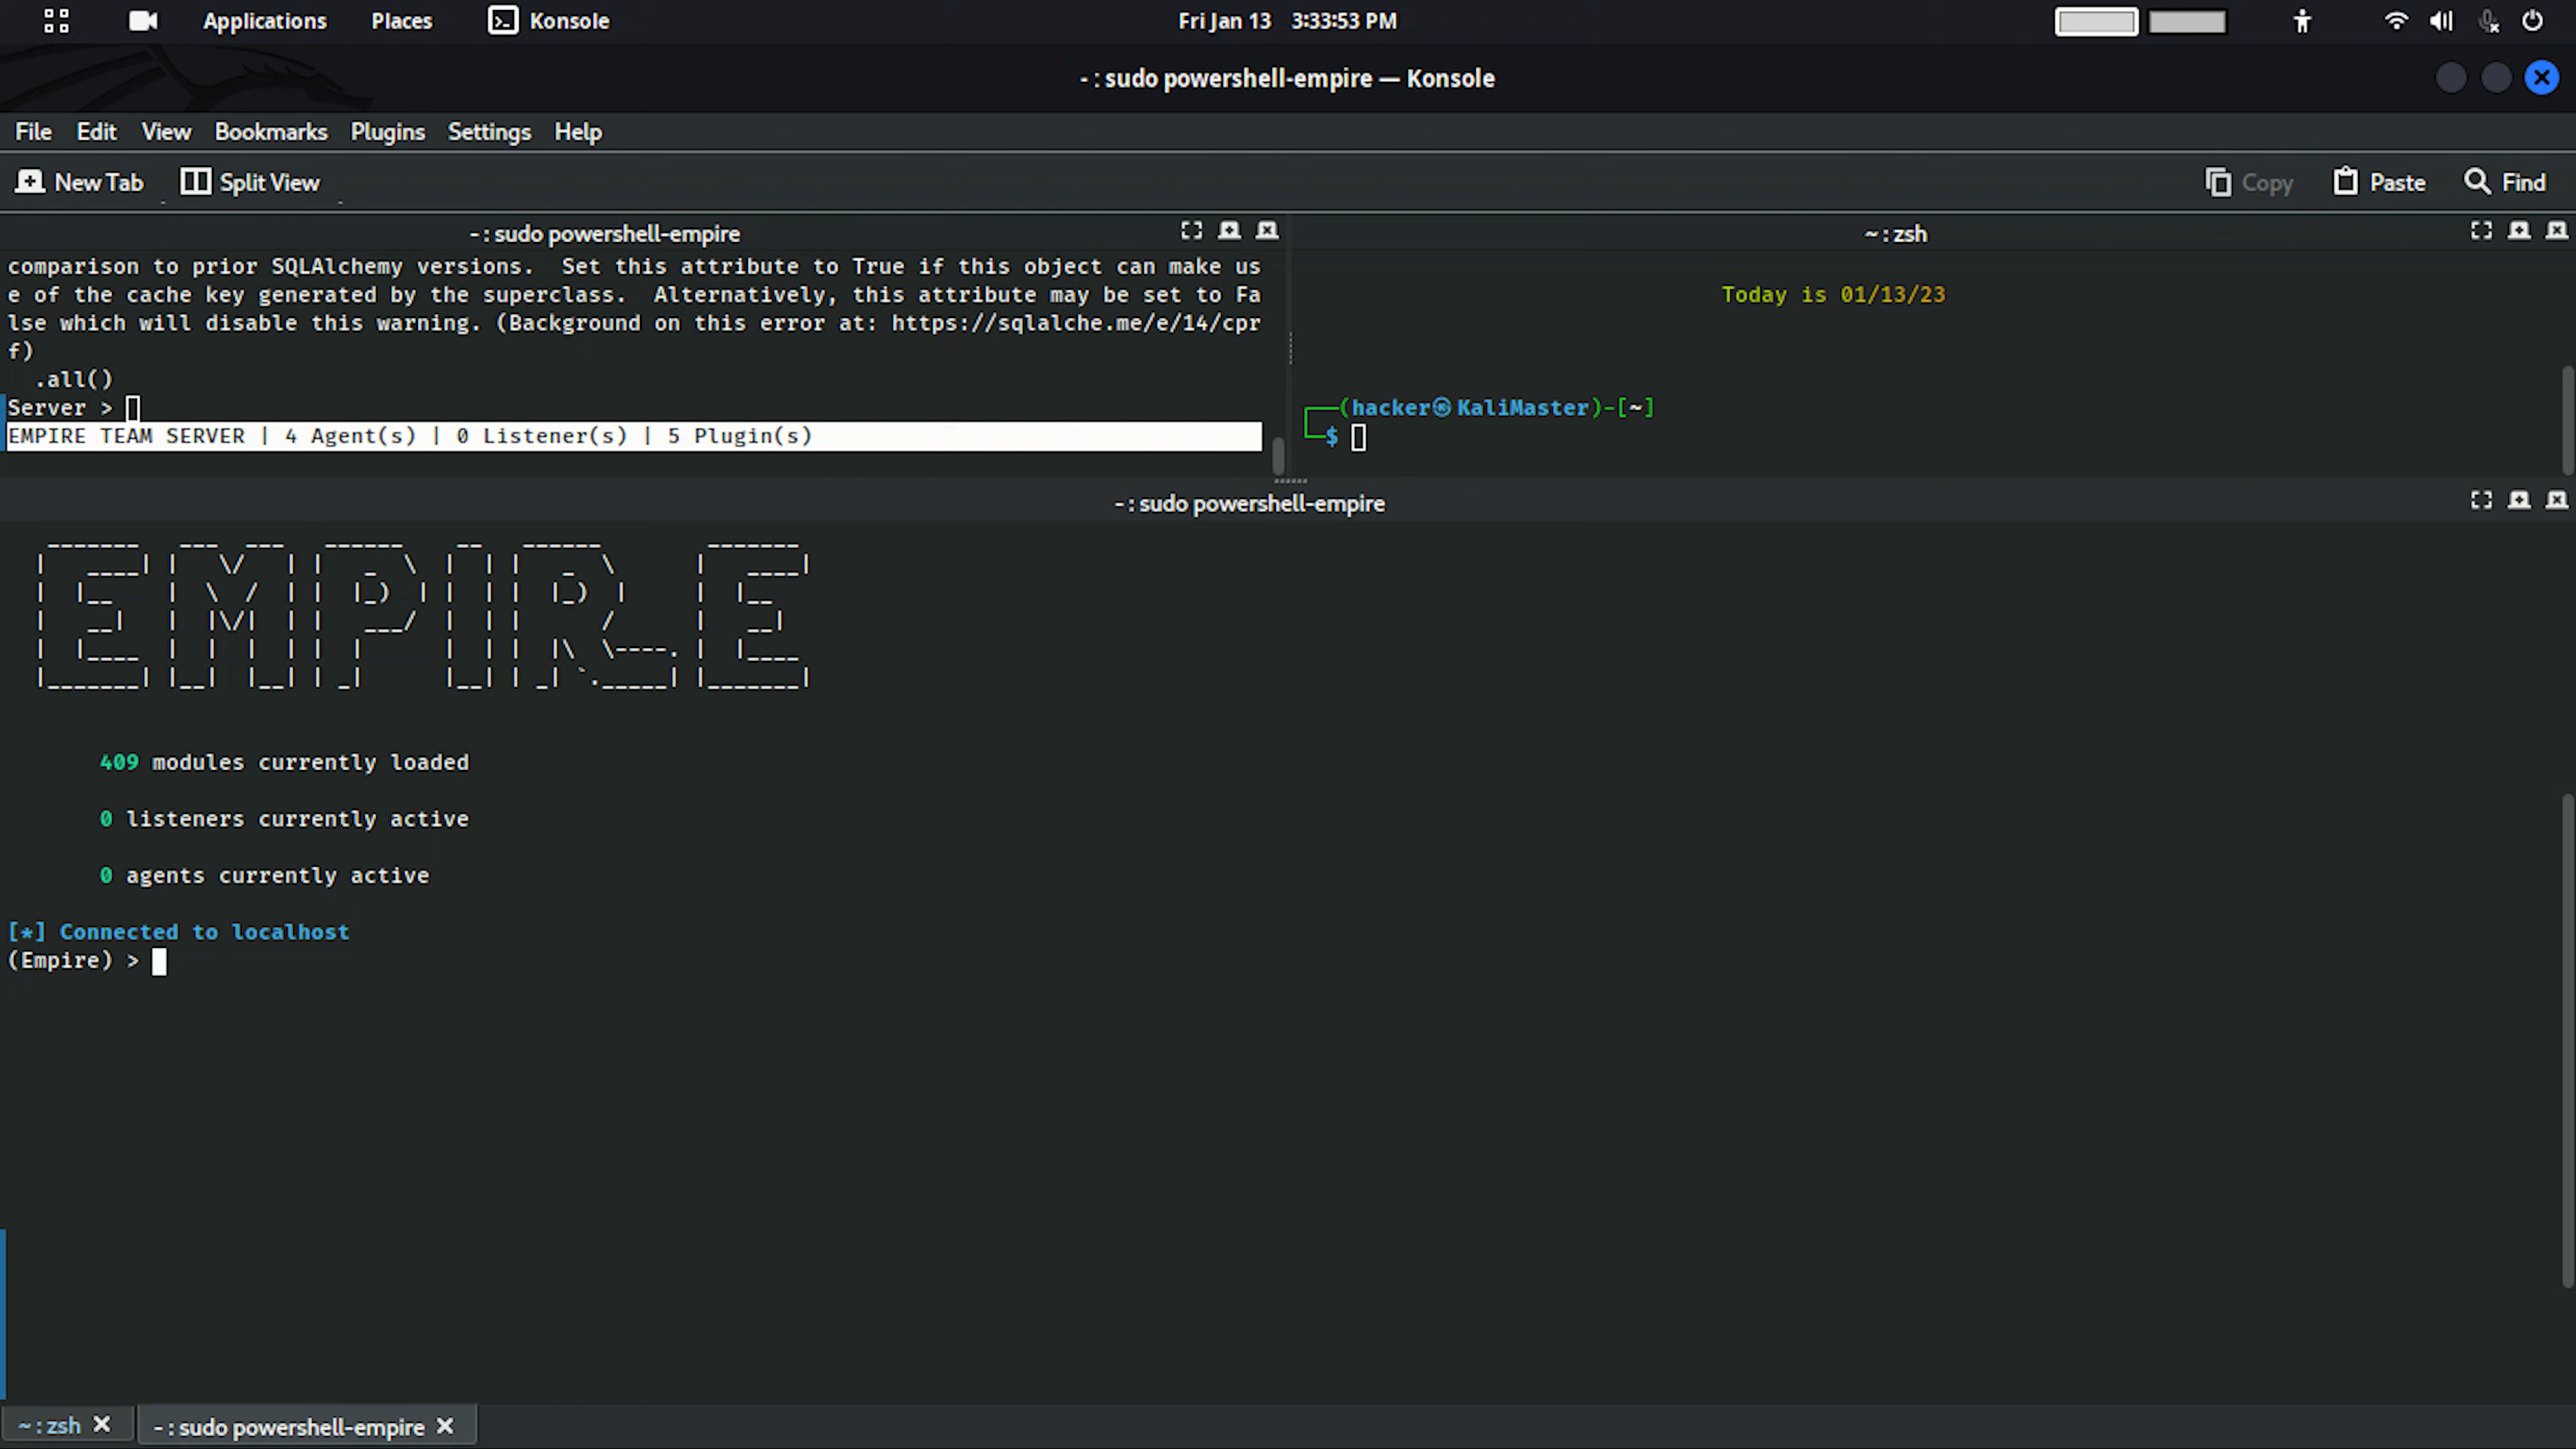 Applications Places Konsole Fri Jan 13 3:33:53 PM
- : sudo powershell-empire — Konsole
File Edit View Bookmarks Plugins Settings Help
New Tab Split View Copy Paste Find
- : sudo powershell-empire
comparison to prior SQLAlchemy versions.  Set this attribute to True if this object can make us
e of the cache key generated by the superclass.  Alternatively, this attribute may be set to Fa
lse which will disable this warning. (Background on this error at: https://sqlalche.me/e/14/cpr
f)
.all()
Server >
EMPIRE TEAM SERVER | 4 Agent(s) | 0 Listener(s) | 5 Plugin(s)
~ : zsh
Today is 01/13/23
(hacker㉿KaliMaster)-[~]
$
- : sudo powershell-empire
EMPIRE
409 modules currently loaded
0 listeners currently active
0 agents currently active
[*] Connected to localhost
(Empire) >
~ : zsh - : sudo powershell-empire